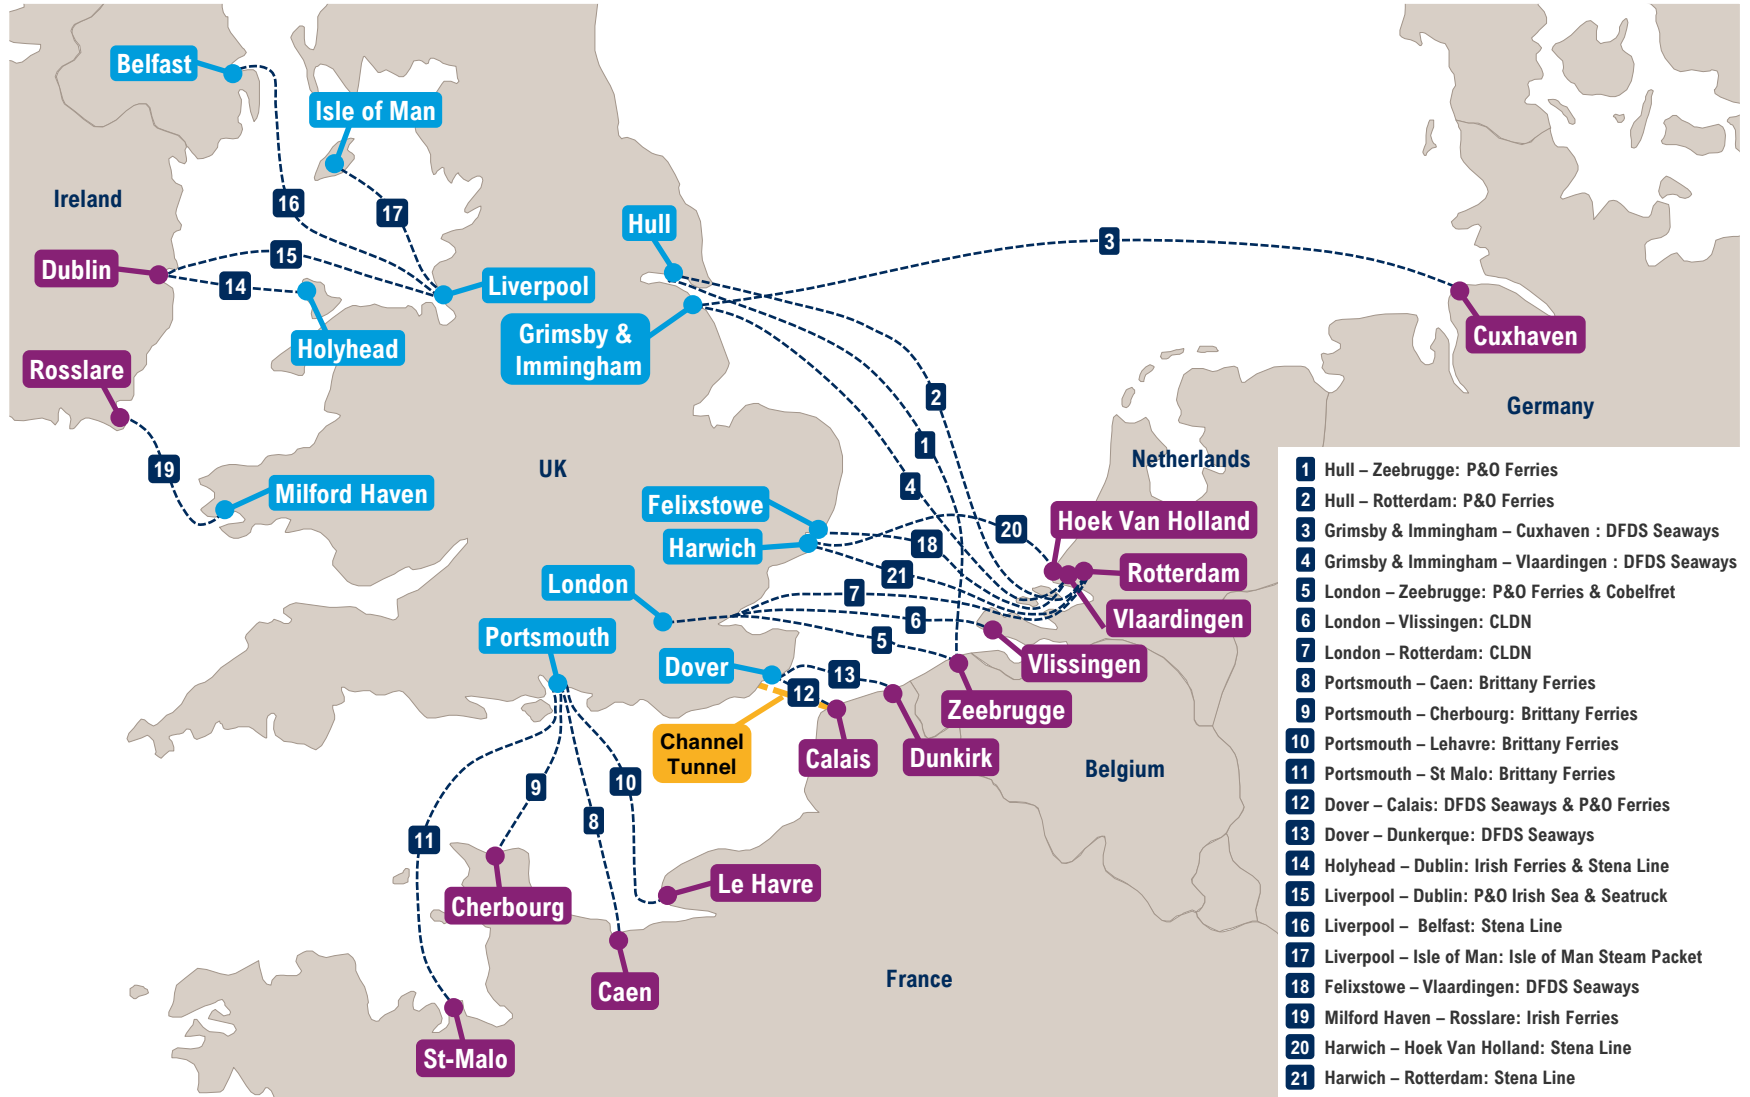 Belfast
Isle of Man
Ireland
16
17
Hull
Dublin
15
14
3
Liverpool
Holyhead
Grimsby &
Immingham
Cuxhaven
Rosslare
2
Germany
1
UK
Netherlands
19
Milford Haven
4
Felixstowe
Harwich
18
20
21
Hoek Van Holland
Rotterdam
London
7
6
5
Vlaardingen
Portsmouth
Dover
13
12
Vlissingen
Zeebrugge
Channel
Tunnel
Calais
Dunkirk
Belgium
9
10
8
11
Le Havre
Cherbourg
Caen
France
St-Malo
1 Hull – Zeebrugge: P&O Ferries
2 Hull – Rotterdam: P&O Ferries
3 Grimsby & Immingham – Cuxhaven : DFDS Seaways
4 Grimsby & Immingham – Vlaardingen : DFDS Seaways
5 London – Zeebrugge: P&O Ferries & Cobelfret
6 London – Vlissingen: CLDN
7 London – Rotterdam: CLDN
8 Portsmouth – Caen: Brittany Ferries
9 Portsmouth – Cherbourg: Brittany Ferries
10 Portsmouth – Lehavre: Brittany Ferries
11 Portsmouth – St Malo: Brittany Ferries
12 Dover – Calais: DFDS Seaways & P&O Ferries
13 Dover – Dunkerque: DFDS Seaways
14 Holyhead – Dublin: Irish Ferries & Stena Line
15 Liverpool – Dublin: P&O Irish Sea & Seatruck
16 Liverpool – Belfast: Stena Line
17 Liverpool – Isle of Man: Isle of Man Steam Packet
18 Felixstowe – Vlaardingen: DFDS Seaways
19 Milford Haven – Rosslare: Irish Ferries
20 Harwich – Hoek Van Holland: Stena Line
21 Harwich – Rotterdam: Stena Line